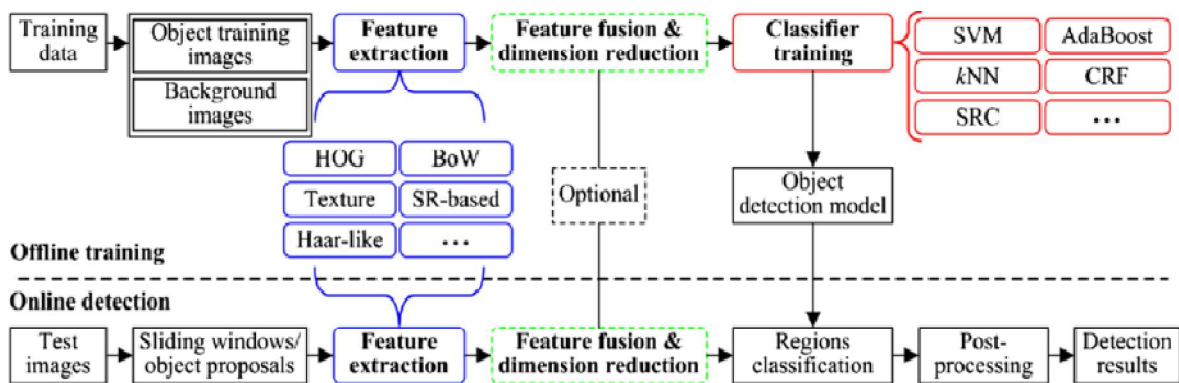 Training
data
Object training
images
Background
images
Feature
extraction
Feature fusion &
dimension reduction
Classifier
training
SVM
AdaBoost
kNN
CRF
SRC
...
HOG
BoW
Texture
SR-based
Haar-like
...
Optional
Object
detection model
Offline training
Online detection
Test
images
Sliding windows/
object proposals
Feature
extraction
Feature fusion &
dimension reduction
Regions
classification
Post-
processing
Detection
results